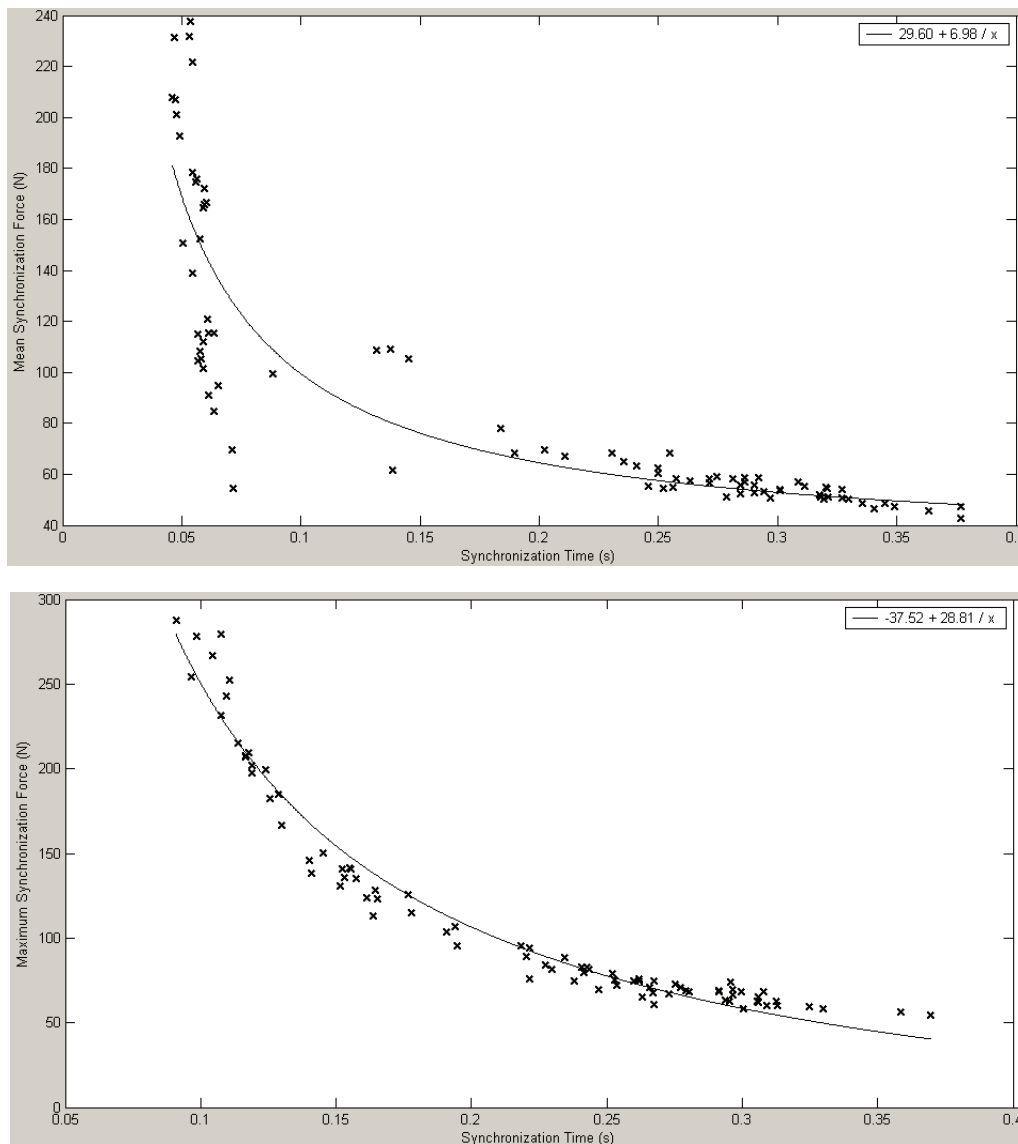 240
220
200
180
160
140
120
100
80
60
40
Mean Synchronization Force (N)
29.60 + 6.98 / x
0 0.05 0.1 0.15 0.2 0.25 0.3 0.35
Synchronization Time (s)
300
250
200
150
100
50
0
Maximum Synchronization Force (N)
-37.52 + 28.81 / x
0.05 0.1 0.15 0.2 0.25 0.3 0.35
Synchronization Time (s)